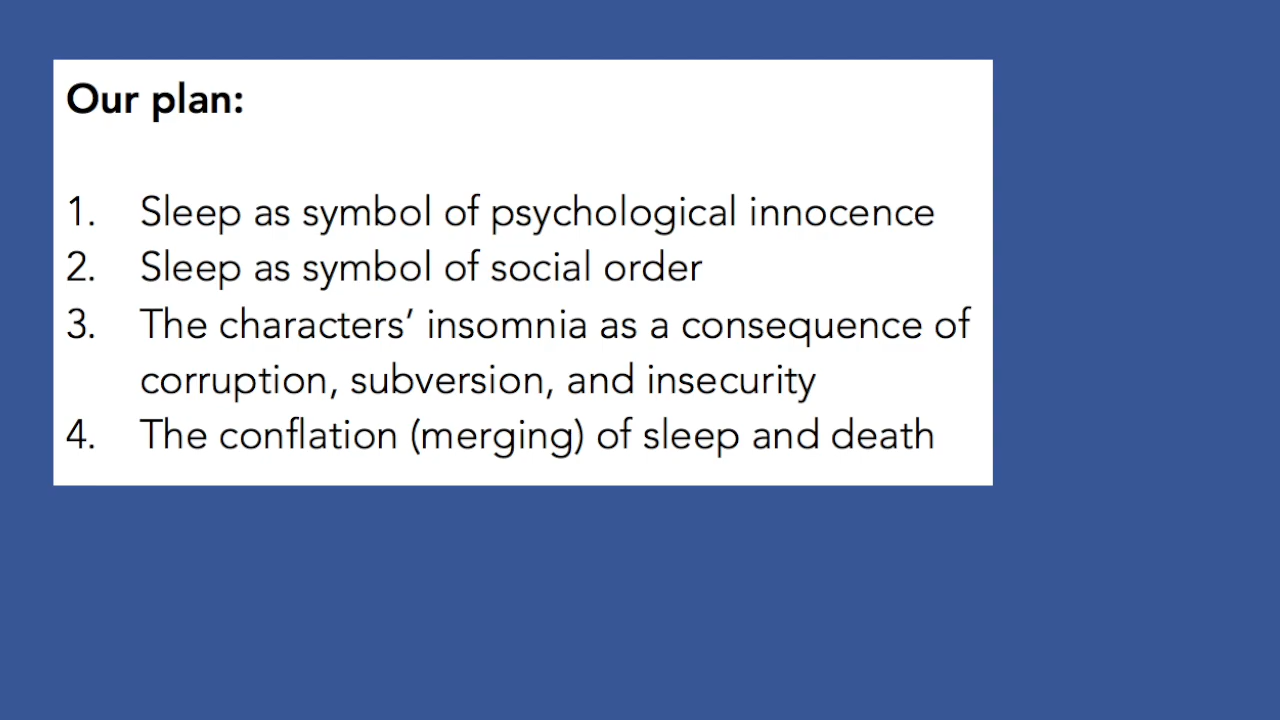 Our plan:
1. Sleep as symbol of psychological innocence
2. Sleep as symbol of social order
3. The characters’ insomnia as a consequence of
corruption, subversion, and insecurity
4. The conflation (merging) of sleep and death